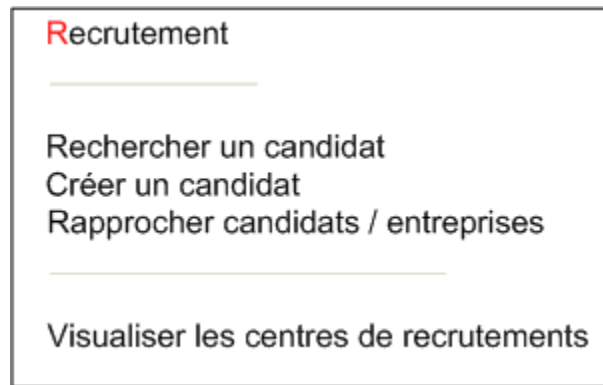 Recrutement
Rechercher un candidat
Créer un candidat
Rapprocher candidats / entreprises
Visualiser les centres de recrutements